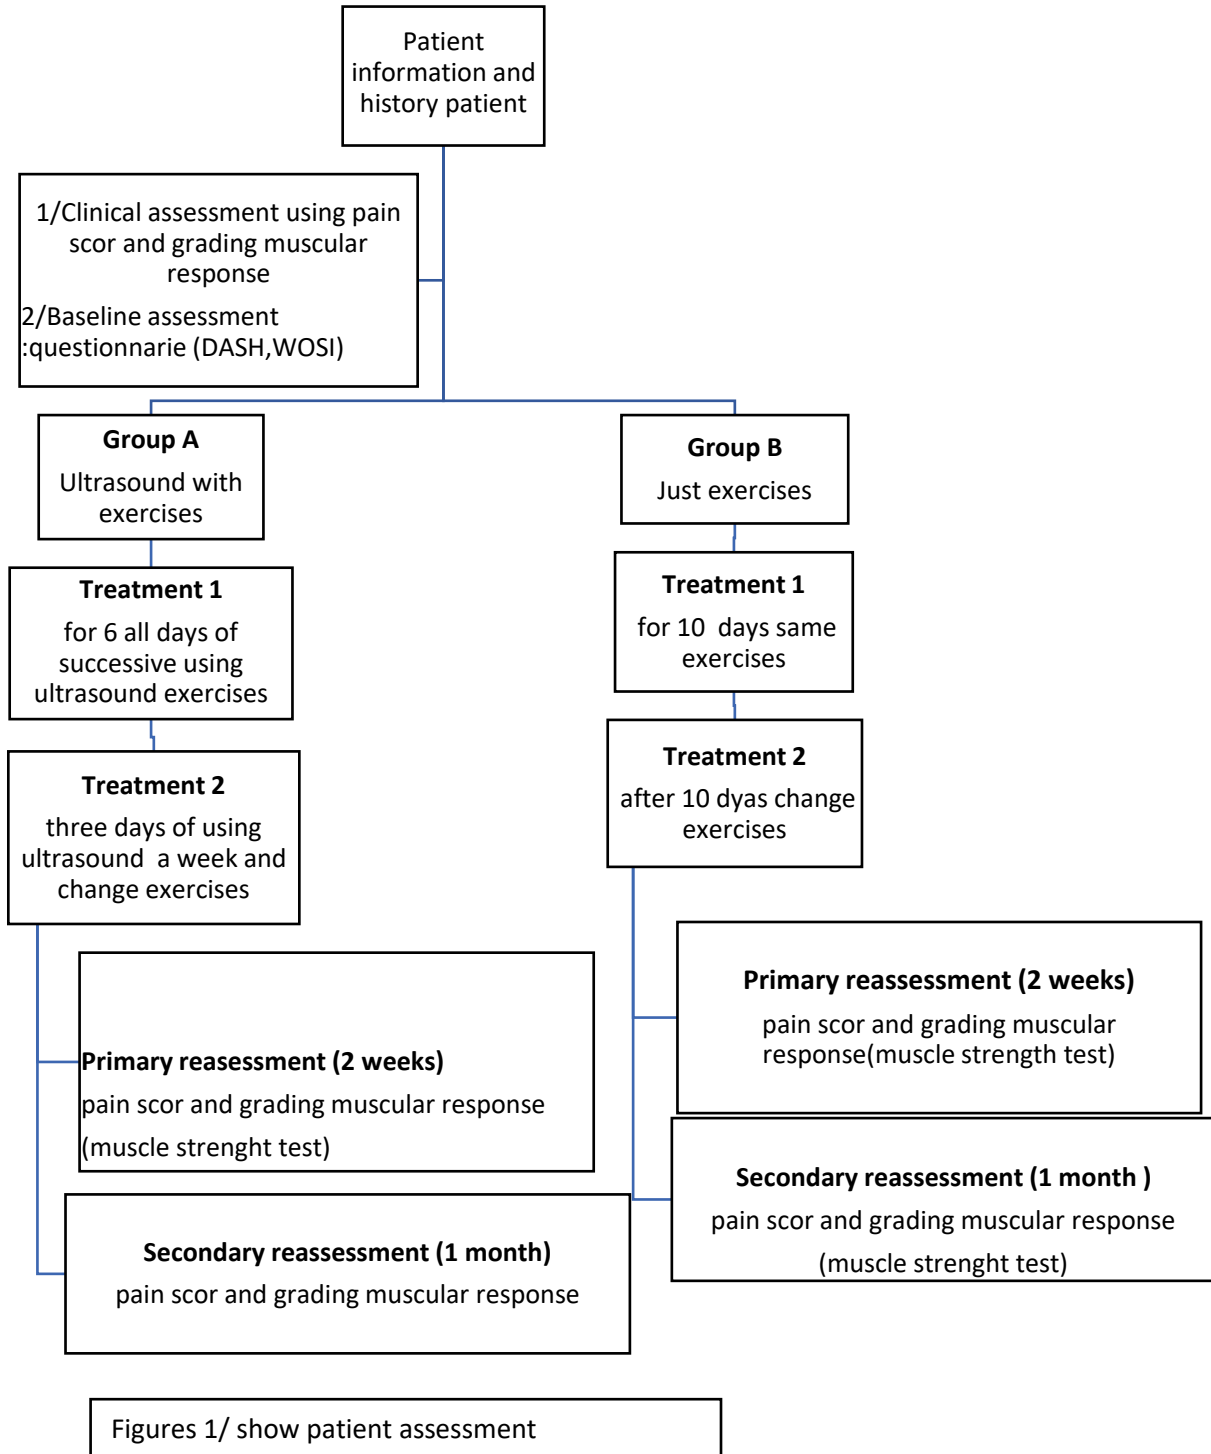 Patient
information and
history patient
1/Clinical assessment using pain
scor and grading muscular
response
2/Baseline assessment
:questionnarie (DASH,WOSI)
Group A
Ultrasound with
exercises
Group B
Just exercises
Treatment 1
for 6 all days of
successive using
ultrasound exercises
Treatment 1
for 10 days same
exercises
Treatment 2
three days of using
ultrasound a week and
change exercises
Treatment 2
after 10 dyas change
exercises
Primary reasessment (2 weeks)
pain scor and grading muscular response
(muscle strenght test)
Primary reassessment (2 weeks)
pain scor and grading muscular
response(muscle strength test)
Secondary reassessment (1 month)
pain scor and grading muscular response
Secondary reassessment (1 month )
pain scor and grading muscular response
(muscle strenght test)
Figures 1/ show patient assessment